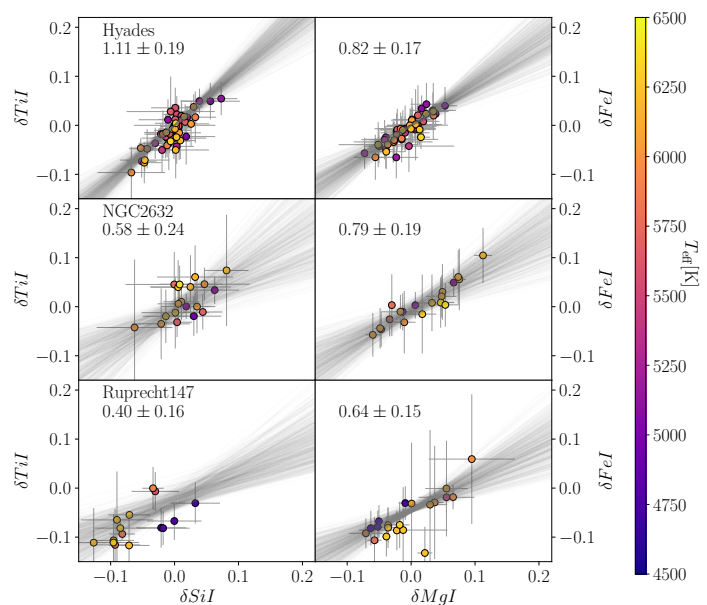 Hyades
1.11 ± 0.19
0.82 ± 0.17
0.2
0.1
0.0
−0.1
δTiI
0.2
0.1
0.0
−0.1
δFeI
NGC2632
0.58 ± 0.24
0.79 ± 0.19
0.2
0.1
0.0
−0.1
δTiI
0.2
0.1
0.0
−0.1
δFeI
Ruprecht147
0.40 ± 0.16
0.64 ± 0.15
0.2
0.1
0.0
−0.1
δTiI
0.2
0.1
0.0
−0.1
δFeI
−0.1 0.0 0.1 0.2
δSiI
−0.1 0.0 0.1 0.2
δMgI
6500
6250
6000
5750
5500
5250
5000
4750
4500
Teff[K]